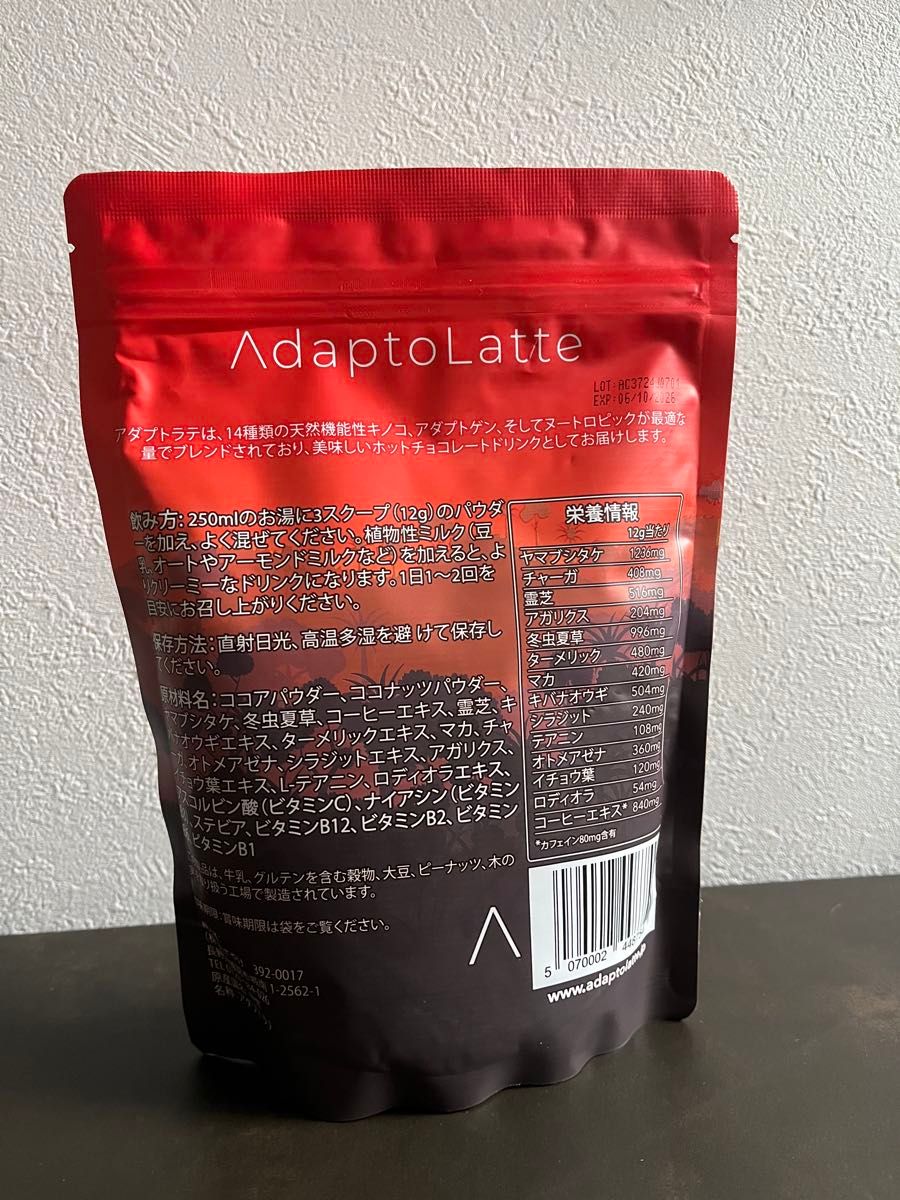 AdaptoLatte
LOT: AC3724
EXP: 06/10/2026
アダプトラテは、14種類の天然機能性キノコ、アダプトゲン、そしてヌートロピックが最適な
量でブレンドされており、美味しいホットチョコレートドリンクとしてお届けします。
飲み方: 250mlのお湯に3スクープ(12g)のパウダ
ーを加え、よく混ぜてください。植物性ミルク(豆
乳、オートやアーモンドミルクなど)を加えると、よ
りクリーミーなドリンクになります。1日1〜2回を
目安にお召し上がりください。
保存方法:直射日光、高温多湿を避 けて保存し
てください。
原材料名:ココアパウダー、ココナッツパウダー、
ヤマブシタケ、冬虫夏草、コーヒーエキス、霊芝、キ
バナオウギエキス、ターメリックエキス、マカ、チャ
オトメアゼナ、シラジットエキス、アガリクス、
イチョウ葉エキス、L-テアニン、ロディオラエキス、
アスコルビン酸(ビタミンC)、ナイアシン(ビタミン
ステビア、ビタミンB12、ビタミンB2、ビタミン
ビタミンB1
牛乳、グルテンを含む穀物、大豆、ピーナッツ、木の
扱う工場で製造されています。
賞味期限は袋をご覧ください。
392-0017
TEL
1-2562-1
名称
栄養情報
12g当たり
ヤマブシタケ 1236mg
チャーガ 408mg
霊芝 516mg
アガリクス 204mg
冬虫夏草 996mg
ターメリック 480mg
マカ 420mg
キバナオウギ 504mg
シラジット 240mg
テアニン 108mg
オトメアゼナ 360mg
イチョウ葉 120mg
ロディオラ 54mg
コーヒーエキス* 840mg
*カフェイン80mg含有
5 070002
www.adaptolatte